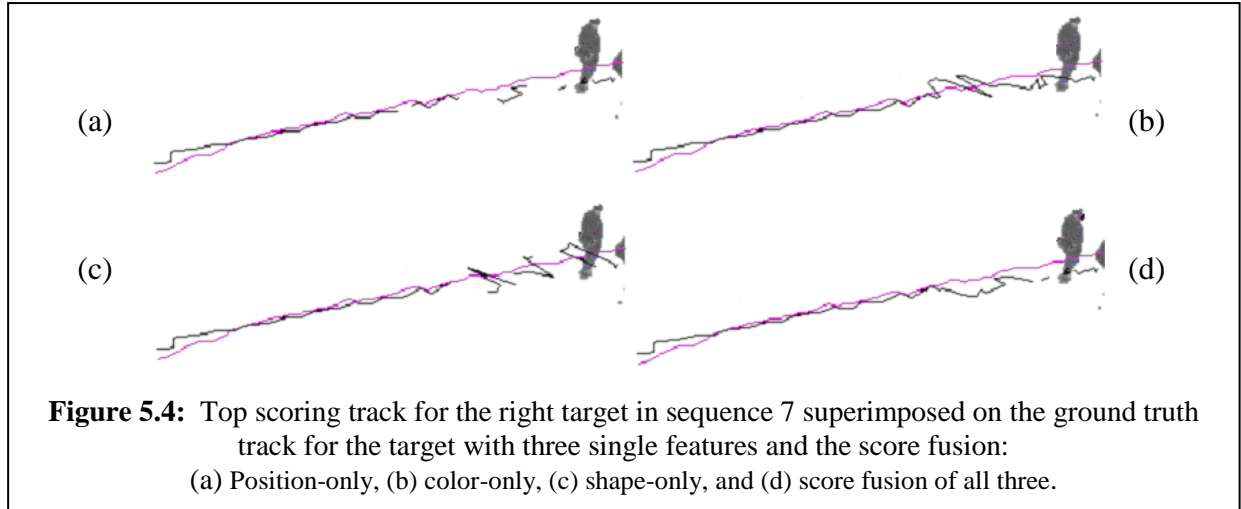 (a)
(b)
(c)
(d)
Figure 5.4: Top scoring track for the right target in sequence 7 superimposed on the ground truth
track for the target with three single features and the score fusion:
(a) Position-only, (b) color-only, (c) shape-only, and (d) score fusion of all three.